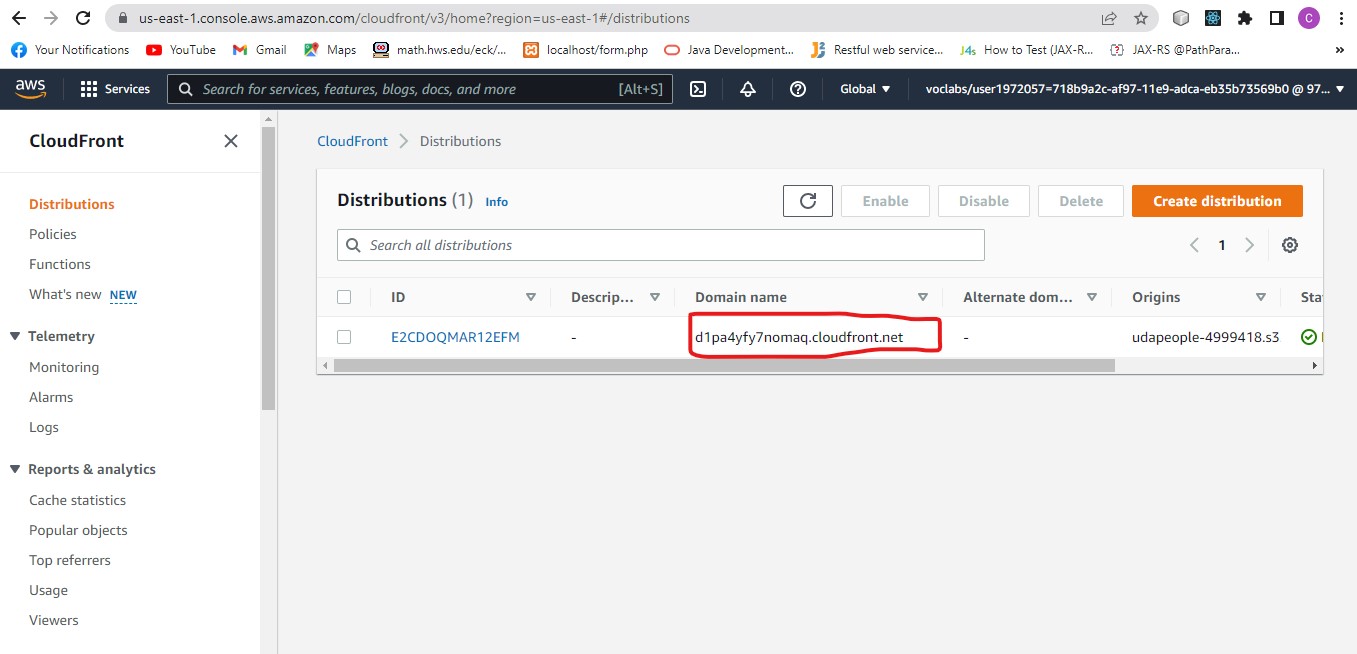 us-east-1.console.aws.amazon.com/cloudfront/v3/home?region=us-east-1#/distributions
C
Your Notifications YouTube Gmail Maps math.hws.edu/eck/... localhost/form.php Java Development... Restful web service... J4s How to Test (JAX-R... JAX-RS @PathPara... »
aws Services Search for services, features, blogs, docs, and more [Alt+S] Global voclabs/user1972057=718b9a2c-af97-11e9-adca-eb35b73569b0 @ 97...
CloudFront
Distributions
Policies
Functions
What's new NEW
Telemetry
Monitoring
Alarms
Logs
Reports & analytics
Cache statistics
Popular objects
Top referrers
Usage
Viewers
CloudFront Distributions
Distributions (1) Info Enable Disable Delete Create distribution
Search all distributions 1
ID Descrip... Domain name Alternate dom... Origins Sta
E2CDOQMAR12EFM - d1pa4yfy7nomaq.cloudfront.net - udapeople-4999418.s3